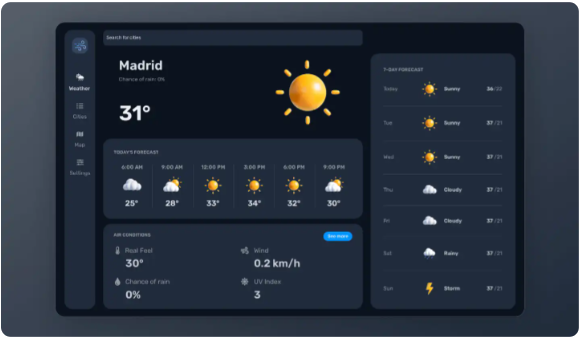 Search for cities
Madrid
Chance of rain: 0%
31°
Weather
Cities
Map
Settings
TODAY'S FORECAST
6:00 AM 9:00 AM 12:00 PM 3:00 PM 6:00 PM 9:00 PM
25° 28° 33° 34° 32° 30°
AIR CONDITIONS
See more
Real Feel Wind
30° 0.2 km/h
Chance of rain UV Index
0% 3
7-DAY FORECAST
Today Sunny 36/22
Tue Sunny 37/21
Wed Sunny 37/21
Thu Cloudy 37/21
Fri Cloudy 37/21
Sat Rainy 37/21
Sun Storm 37/21